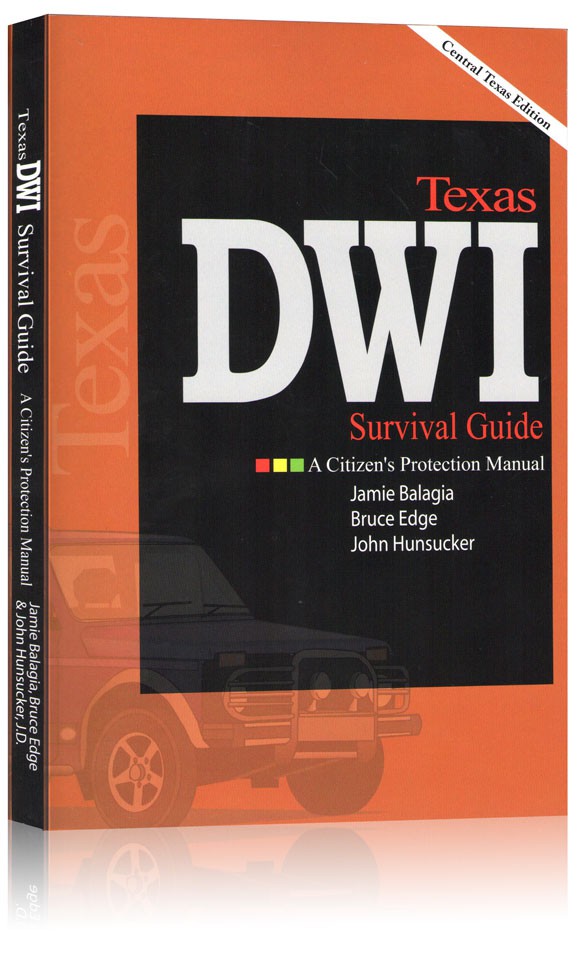 Central Texas Edition
Texas
DWI
Survival Guide
A Citizen's Protection Manual
Jamie Balagia
Bruce Edge
John Hunsucker
Texas
Texas DWI Survival Guide A Citizen's Protection Manual
Jamie Balagia, Bruce Edge
& John Hunsucker, J.D.